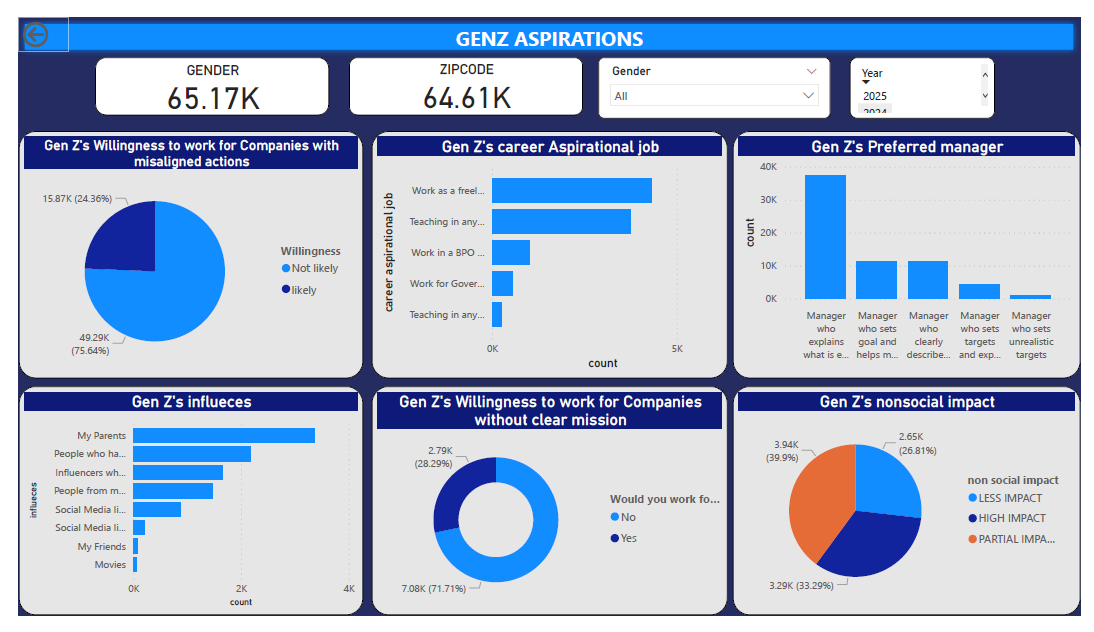 GENZ ASPIRATIONS
GENDER
65.17K
ZIPCODE
64.61K
Gender
All
Year
2025
2024
Gen Z's Willingness to work for Companies with
misaligned actions
15.87K (24.36%)
49.29K
(75.64%)
Willingness
Not likely
likely
Gen Z's career Aspirational job
career aspirational job
Work as a freel...
Teaching in any...
Work in a BPO ...
Work for Gover...
Teaching in any...
0K
5K
count
Gen Z's Preferred manager
count
40K
30K
20K
10K
0K
Manager
who
explains
what is e...
Manager
who sets
goal and
helps m...
Manager
who
clearly
describe...
Manager
who sets
targets
and exp...
Manager
who sets
unrealistic
targets
Gen Z's influeces
influeces
My Parents
People who ha...
Influencers wh...
People from m...
Social Media li...
Social Media li...
My Friends
Movies
0K
2K
4K
count
Gen Z's Willingness to work for Companies
without clear mission
2.79K
(28.29%)
7.08K (71.71%)
Would you work fo...
No
Yes
Gen Z's nonsocial impact
3.94K
(39.9%)
2.65K
(26.81%)
3.29K (33.29%)
non social impact
LESS IMPACT
HIGH IMPACT
PARTIAL IMPA...